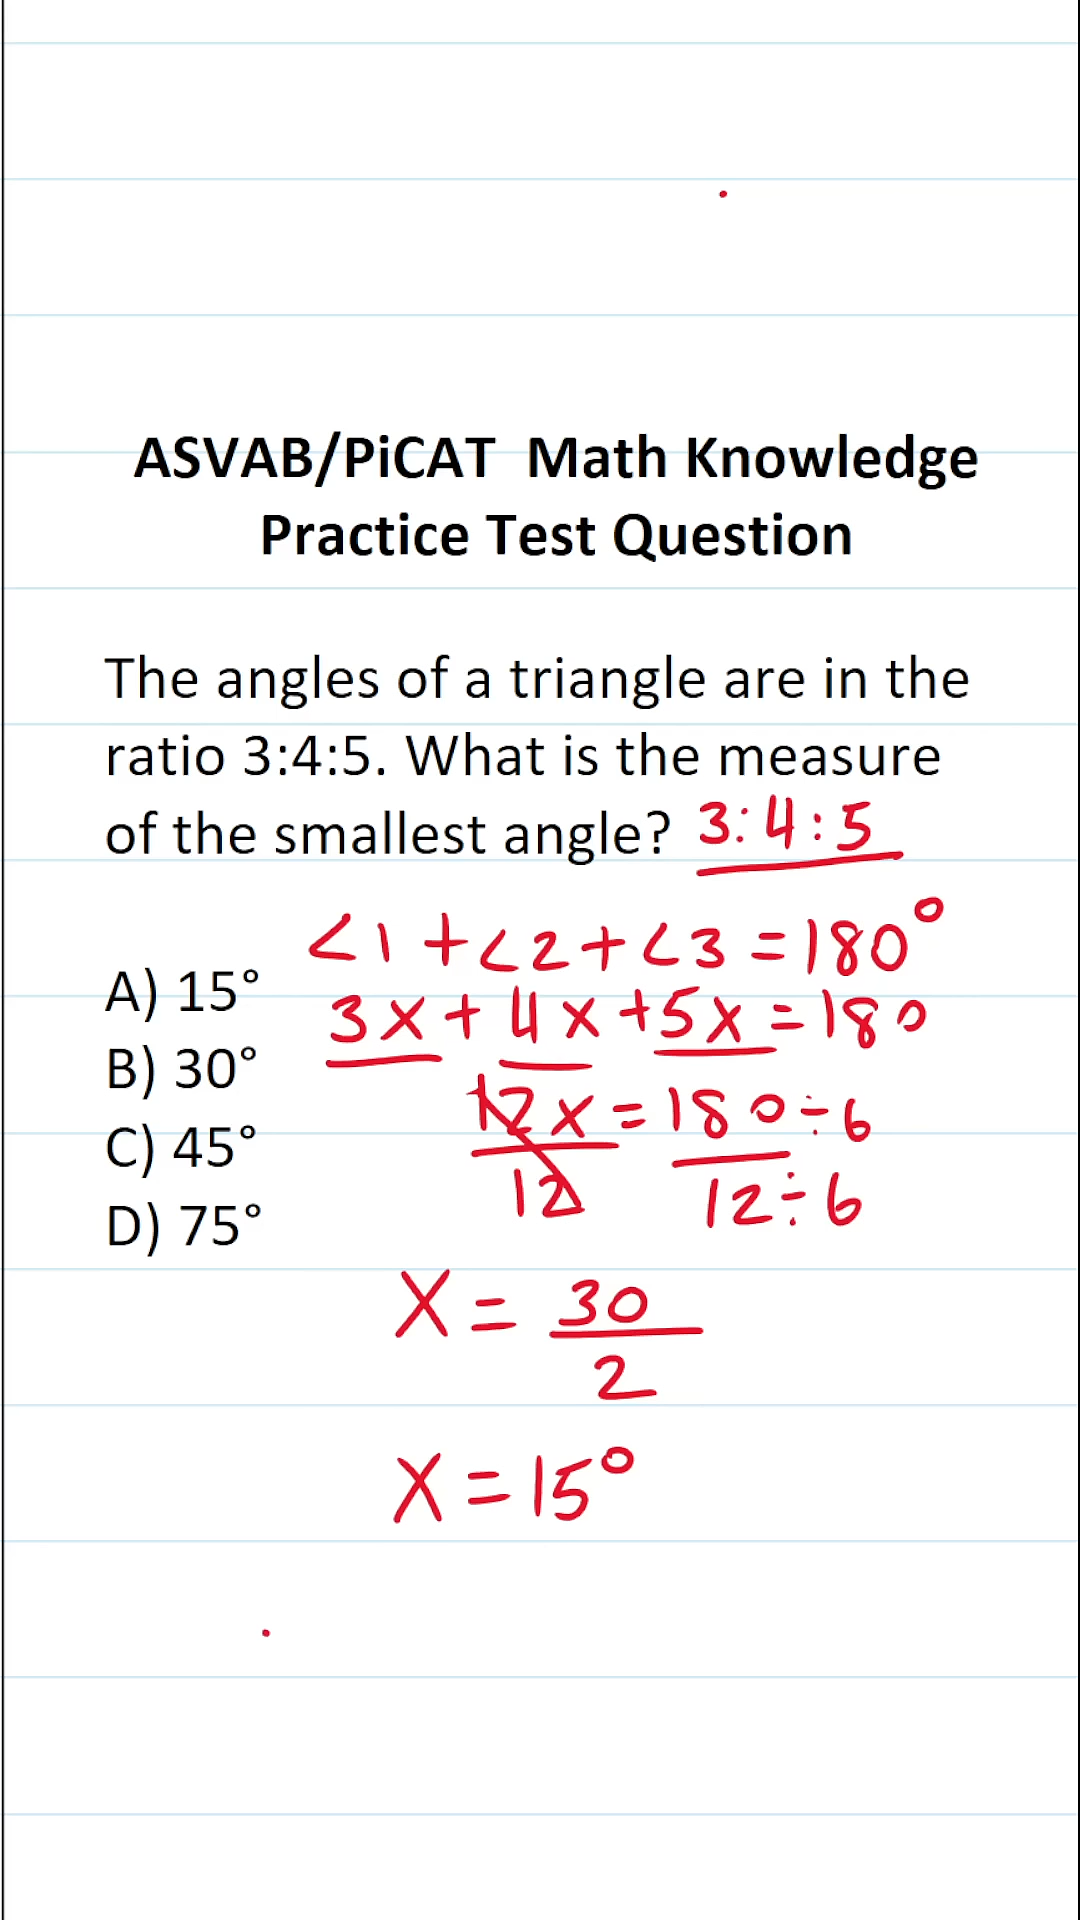 ASVAB/PiCAT Math Knowledge
Practice Test Question
The angles of a triangle are in the
ratio 3:4:5. What is the measure
of the smallest angle? 3:4:5
∠1+∠2+∠3=180°
A) 15°
3x+4x+5x=180
B) 30°
12x=180÷6
C) 45°
12 12÷6
D) 75°
X=30
2
X=15°